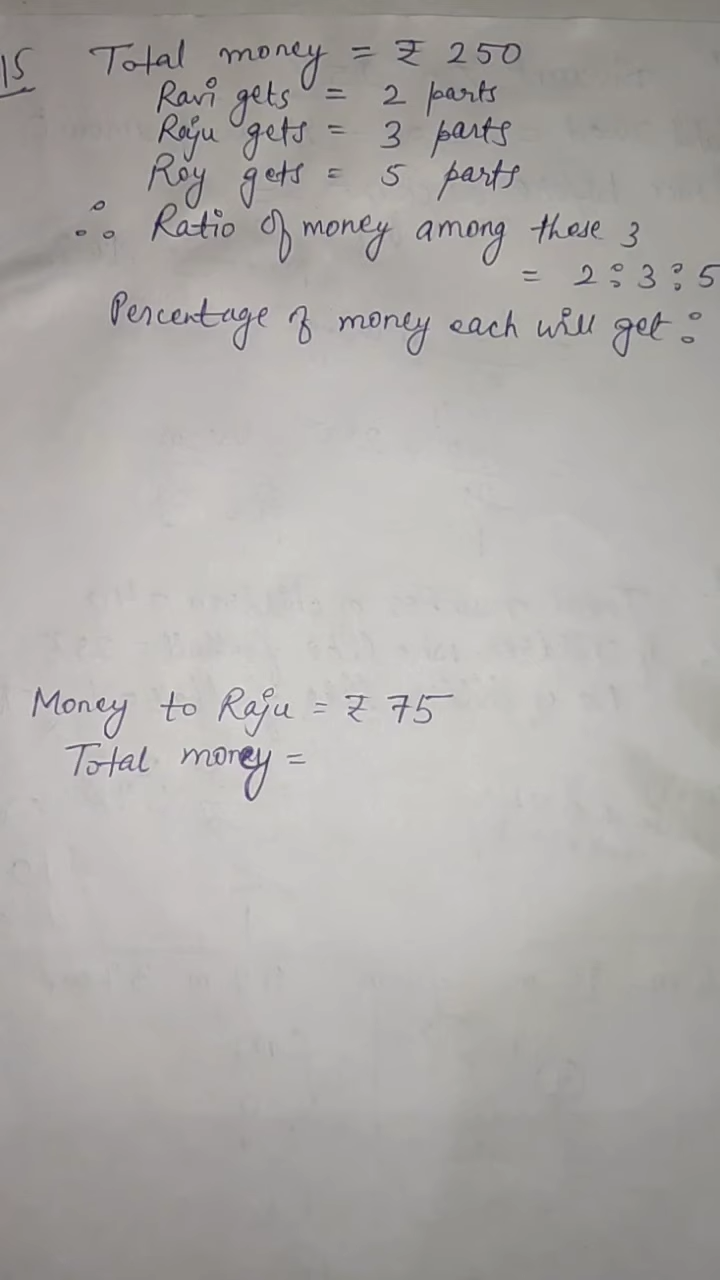 15 Total money = ₹ 250
Ravi gets = 2 parts
Raju gets = 3 parts
Roy gets = 5 parts
∴ Ratio of money among those 3
= 2 : 3 : 5
Percentage of money each will get :
Money to Raju = ₹ 75
Total money =